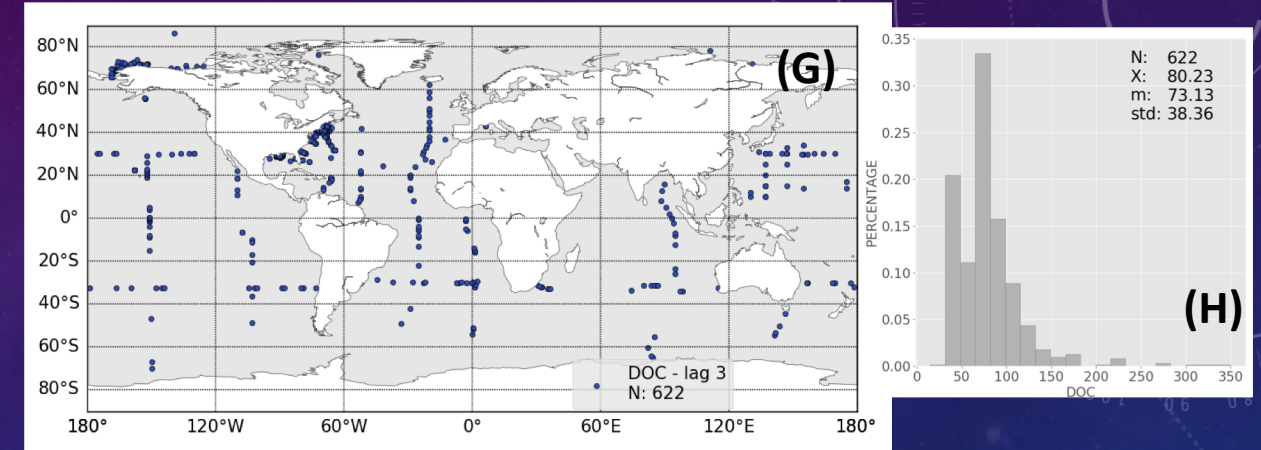 (G)
80°N
60°N
40°N
20°N
0°
20°S
40°S
60°S
80°S
DOC - lag 3
N: 622
180°
120°W
60°W
0°
60°E
120°E
180°
0.35
0.30
0.25
0.20
0.15
0.10
0.05
0.00
PERCENTAGE
N: 622
X: 80.23
m: 73.13
std: 38.36
(H)
0
50
100
150
200
250
300
350
DOC